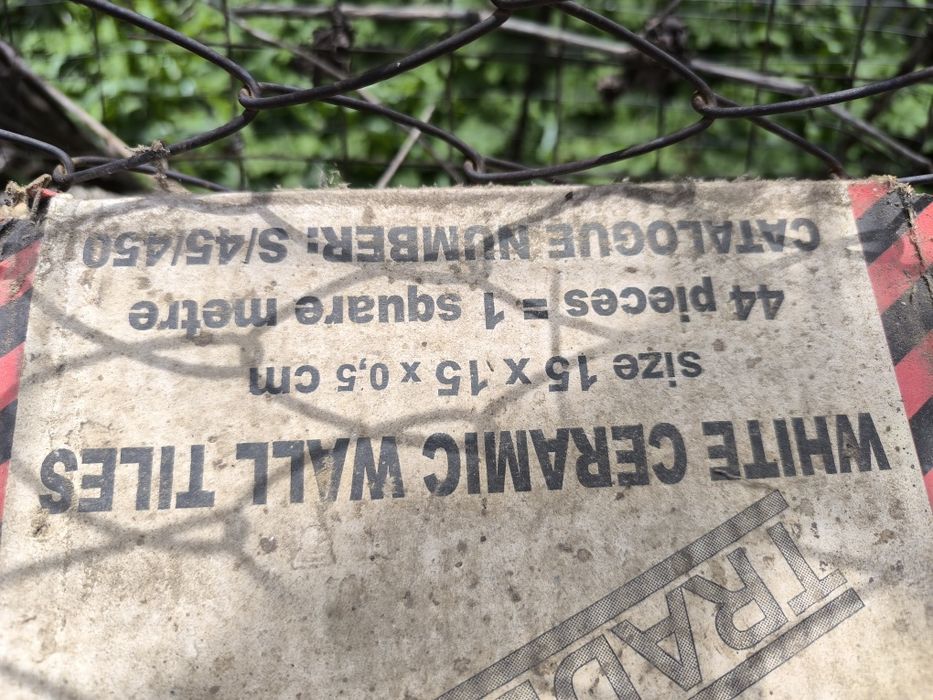 TRADE
WHITE CERAMIC WALL TILES
size 15 x 15 x 0,5 cm
44 pieces = 1 square metre
CATALOGUE NUMBER: S/45/450